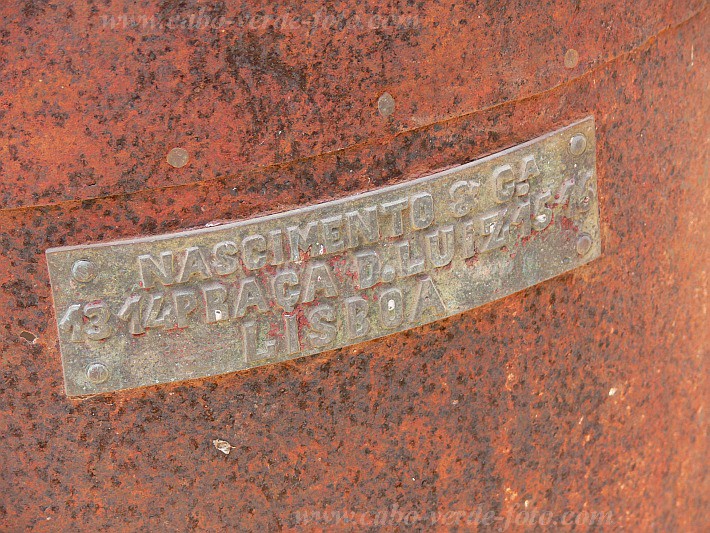 www.cabo-verde-foto.com
NASCIMENTO & CA
13 14 PRAÇA D. LUIZ 15 16
LISBOA
www.cabo-verde-foto.com